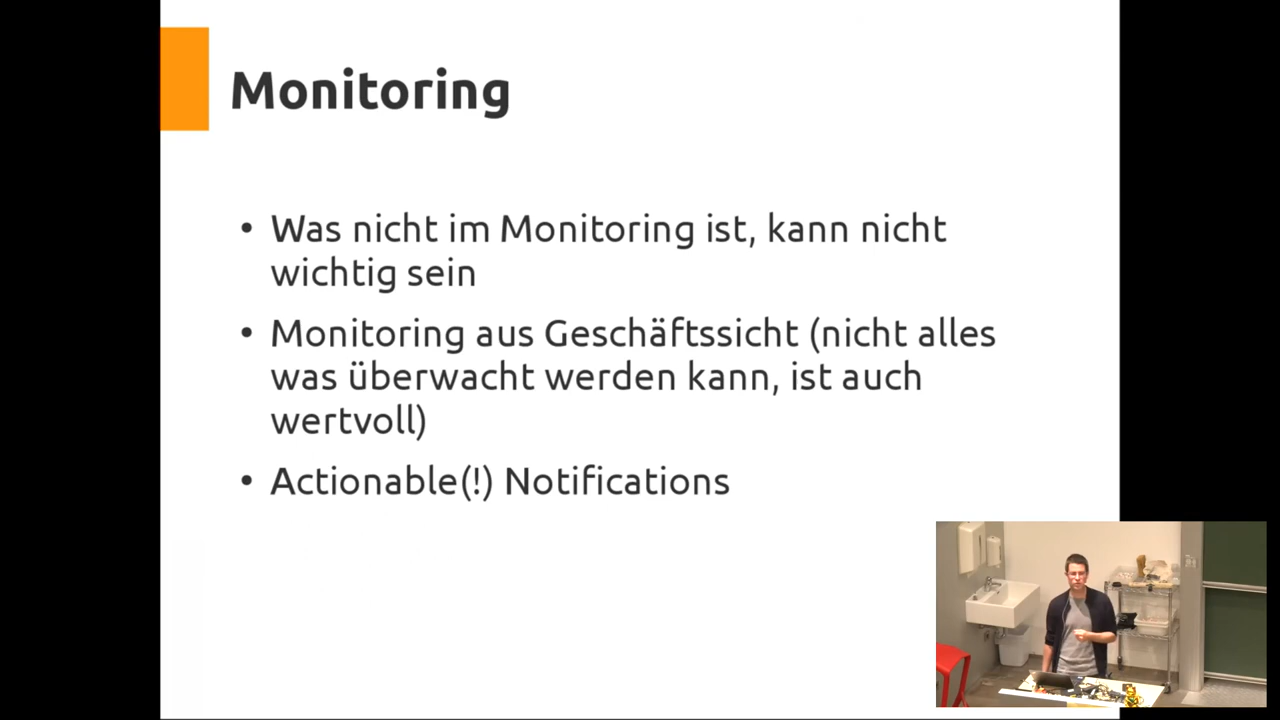 Monitoring
• Was nicht im Monitoring ist, kann nicht
wichtig sein
• Monitoring aus Geschäftssicht (nicht alles
was überwacht werden kann, ist auch
wertvoll)
• Actionable(!) Notifications